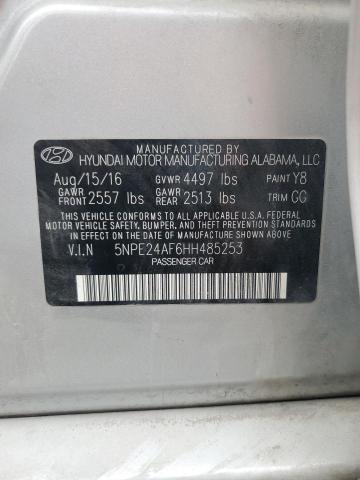 MANUFACTURED BY
HYUNDAI MOTOR MANUFACTURING ALABAMA, LLC
Aug/15/16 GVWR 4497 lbs PAINT Y8
GAWR FRONT 2557 lbs GAWR REAR 2513 lbs TRIM GG
THIS VEHICLE CONFORMS TO ALL APPLICABLE U.S.A. FEDERAL
MOTOR VEHICLE SAFETY, BUMPER, AND THEFT PREVENTION
STANDARDS IN EFFECT ON THE DATE OF MANUFACTURE SHOWN ABOVE.
V.I.N 5NPE24AF6HH485253
PASSENGER CAR